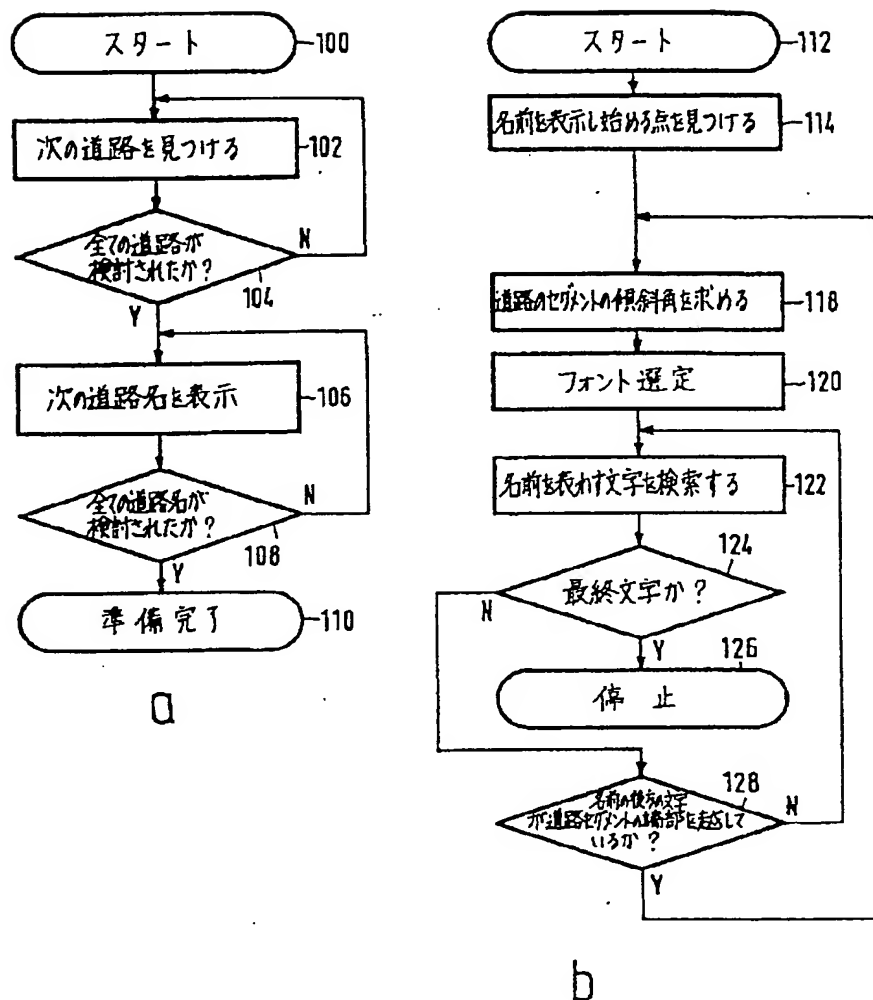 スタート 100
次の道路を見つける 102
全ての道路が
検討されたか?
N
104
Y
次の道路名を表示 106
全ての道路名が
検討されたか?
N
108
Y
準備完了 110
a
スタート 112
名前を表示し始める点を見つける 114
道路のセグメントの傾斜角を求める 118
フォント選定 120
名前を表わす文字を検索する 122
124
最終文字か?
N
Y
126
停止
128
名前の後方の文字
が道路セグメントの端部を走越して
いるか?
N
Y
b